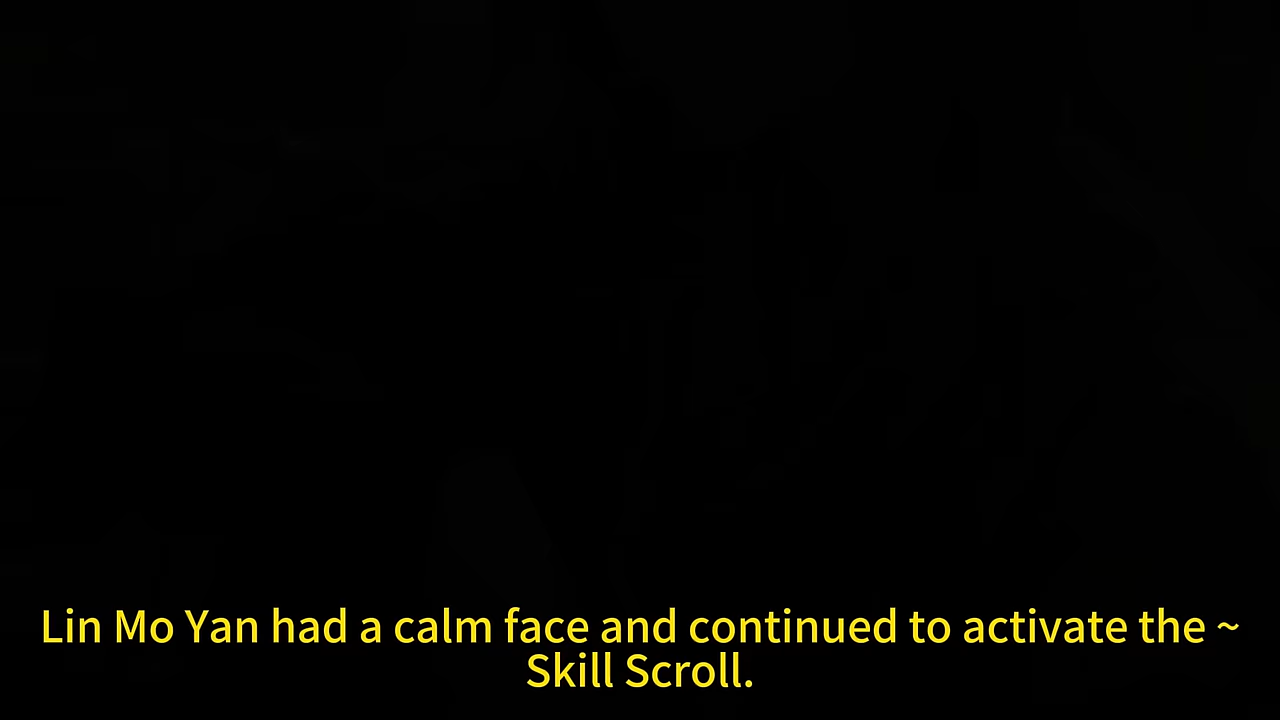 Lin Mo Yan had a calm face and continued to activate the ~
Skill Scroll.